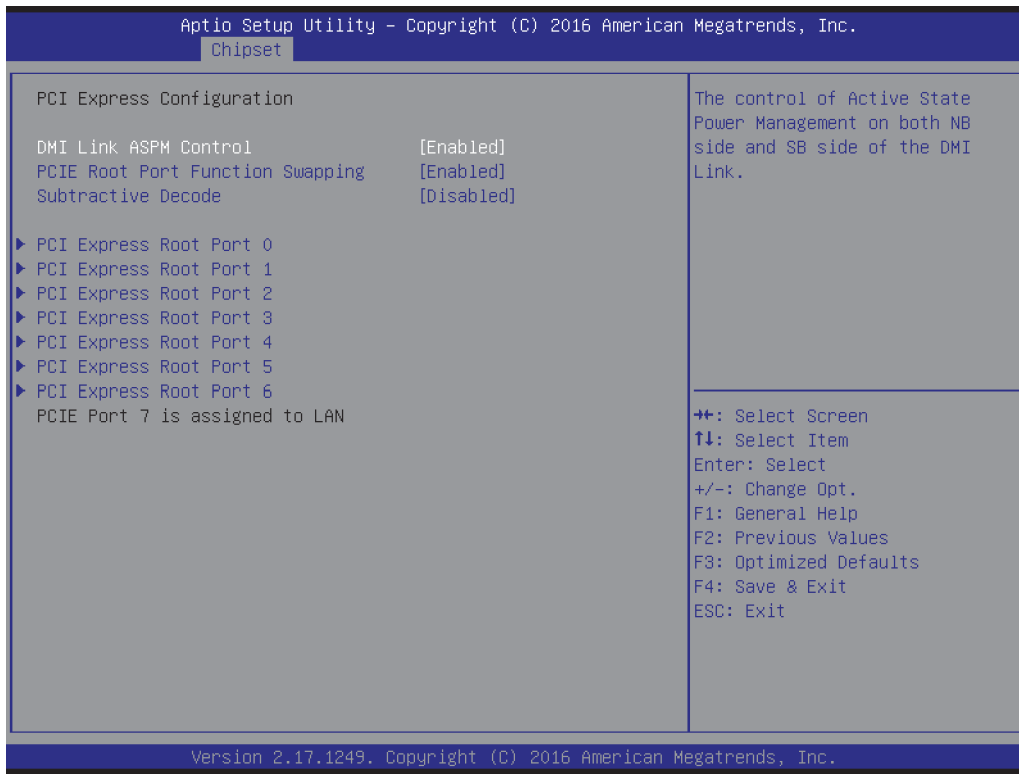 Aptio Setup Utility – Copyright (C) 2016 American Megatrends, Inc.
Chipset
PCI Express Configuration
DMI Link ASPM Control [Enabled]
PCIE Root Port Function Swapping [Enabled]
Subtractive Decode [Disabled]
▶ PCI Express Root Port 0
▶ PCI Express Root Port 1
▶ PCI Express Root Port 2
▶ PCI Express Root Port 3
▶ PCI Express Root Port 4
▶ PCI Express Root Port 5
▶ PCI Express Root Port 6
PCIE Port 7 is assigned to LAN
The control of Active State
Power Management on both NB
side and SB side of the DMI
Link.
→←: Select Screen
↑↓: Select Item
Enter: Select
+/-: Change Opt.
F1: General Help
F2: Previous Values
F3: Optimized Defaults
F4: Save & Exit
ESC: Exit
Version 2.17.1249. Copyright (C) 2016 American Megatrends, Inc.